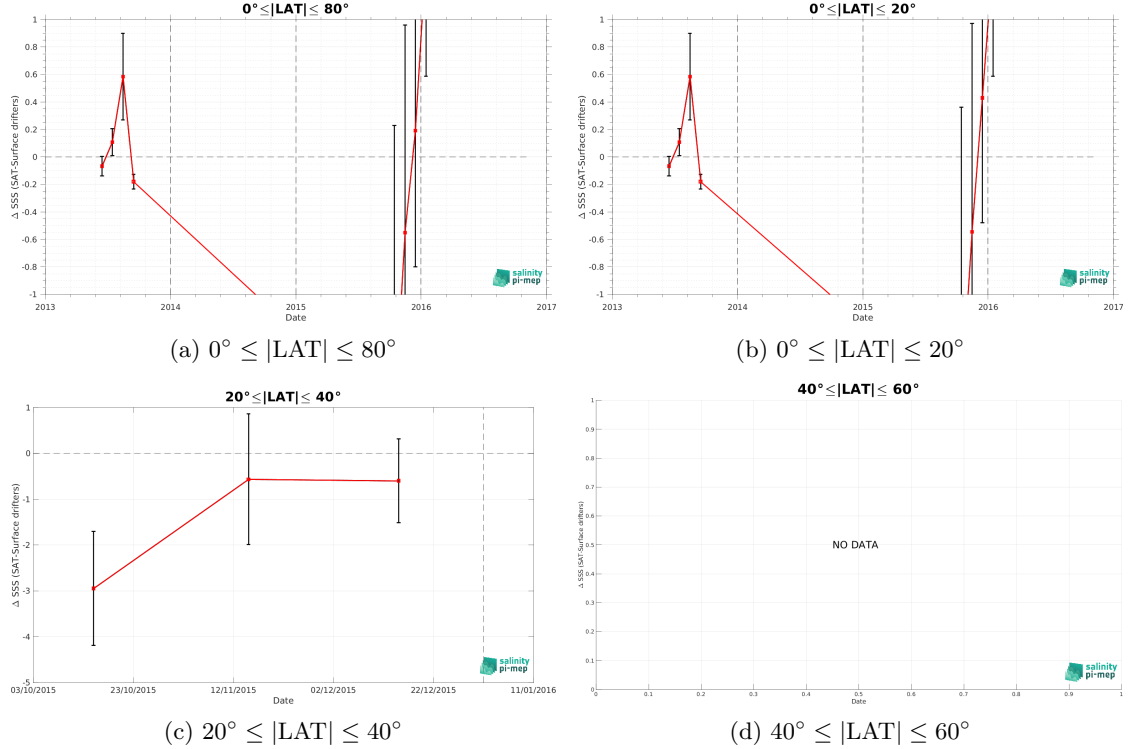 0°≤|LAT|≤ 80°
Δ SSS (SAT-Surface drifters)
1
0.8
0.6
0.4
0.2
0
-0.2
-0.4
-0.6
-0.8
-1
2013
2014
2015
2016
2017
Date
salinity
pi-mep
(a) 0° ≤ |LAT| ≤ 80°
0°≤|LAT|≤ 20°
Δ SSS (SAT-Surface drifters)
1
0.8
0.6
0.4
0.2
0
-0.2
-0.4
-0.6
-0.8
-1
2013
2014
2015
2016
2017
Date
salinity
pi-mep
(b) 0° ≤ |LAT| ≤ 20°
20°≤|LAT|≤ 40°
Δ SSS (SAT-Surface drifters)
1
0
-1
-2
-3
-4
-5
03/10/2015
23/10/2015
12/11/2015
02/12/2015
22/12/2015
11/01/2016
Date
salinity
pi-mep
(c) 20° ≤ |LAT| ≤ 40°
40°≤|LAT|≤ 60°
Δ SSS (SAT-Surface drifters)
1
0.9
0.8
0.7
0.6
0.5
0.4
0.3
0.2
0.1
0
NO DATA
0
0.1
0.2
0.3
0.4
0.5
0.6
0.7
0.8
0.9
1
Date
salinity
pi-mep
(d) 40° ≤ |LAT| ≤ 60°